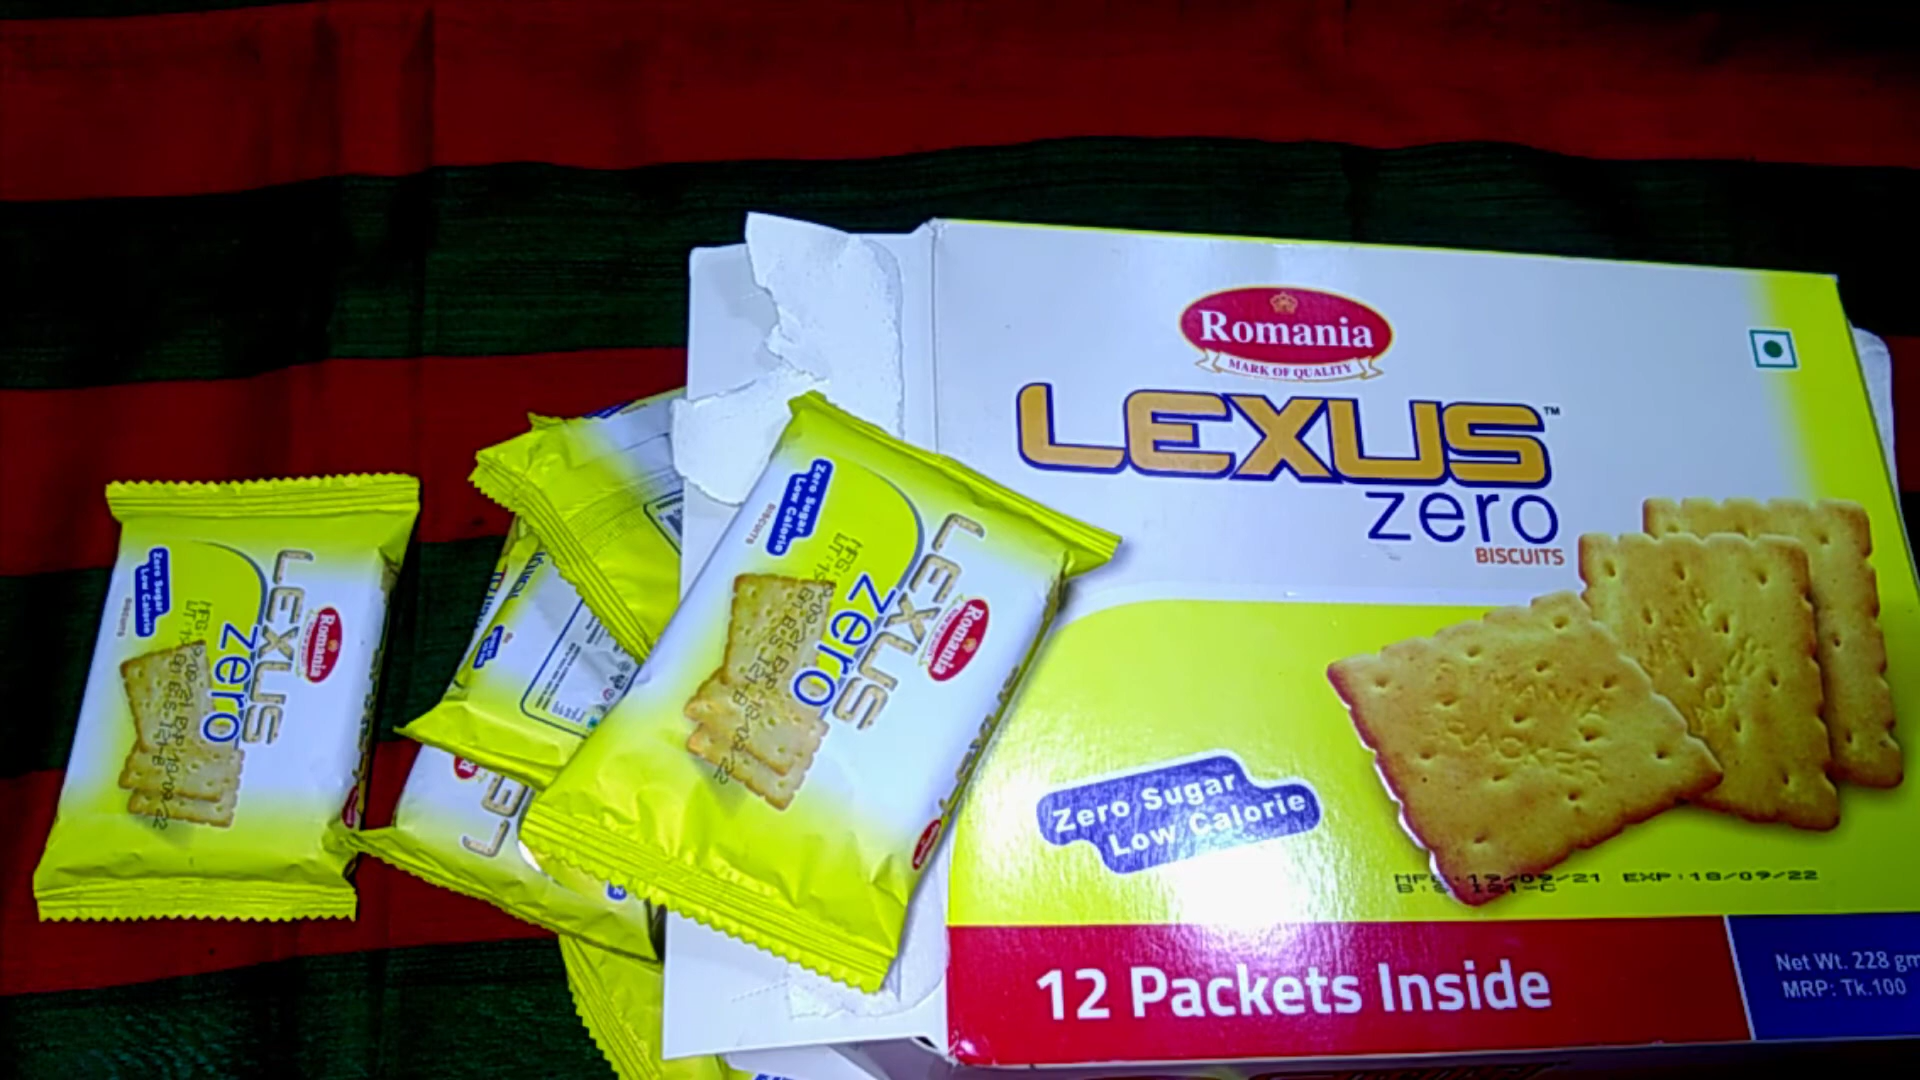 Romania
MARK OF QUALITY
LEXUS™
zero
BISCUITS
Zero Sugar
Low Calorie
MFG:19/09/21 EXP:18/09/22
12 Packets Inside
Net Wt. 228 gm
MRP: Tk.100
Romania
LEXUS
zero
Zero Sugar
Low Calorie
BISCUITS
Romania
LEXUS
zero
Zero Sugar
Low Calorie
BISCUITS